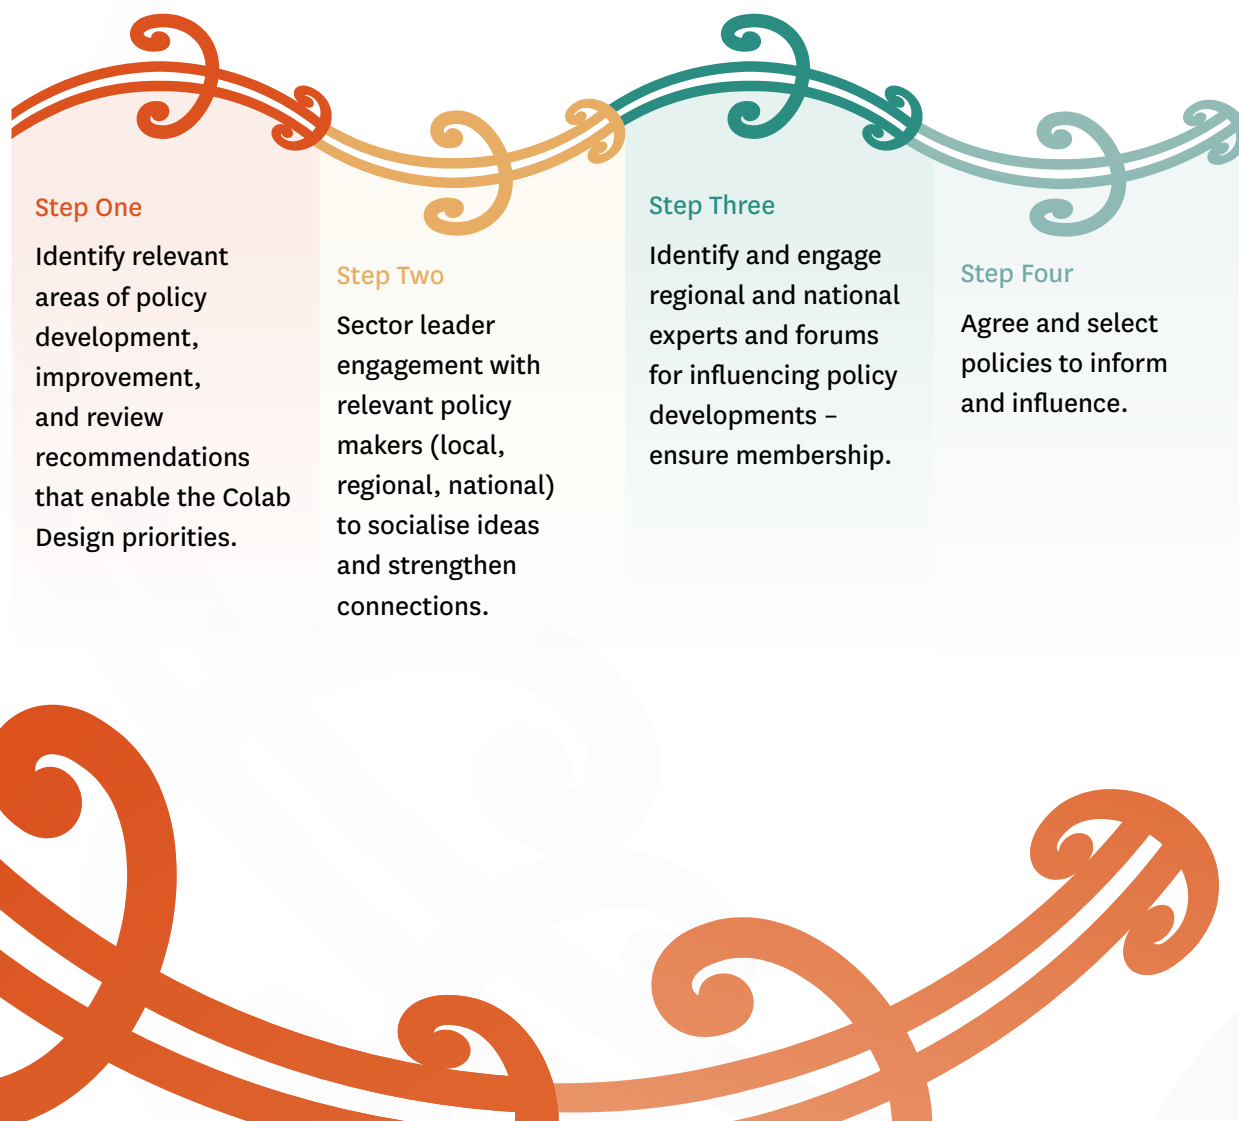 Step One
Identify relevant
areas of policy
development,
improvement,
and review
recommendations
that enable the Colab
Design priorities.
Step Two
Sector leader
engagement with
relevant policy
makers (local,
regional, national)
to socialise ideas
and strengthen
connections.
Step Three
Identify and engage
regional and national
experts and forums
for influencing policy
developments –
ensure membership.
Step Four
Agree and select
policies to inform
and influence.